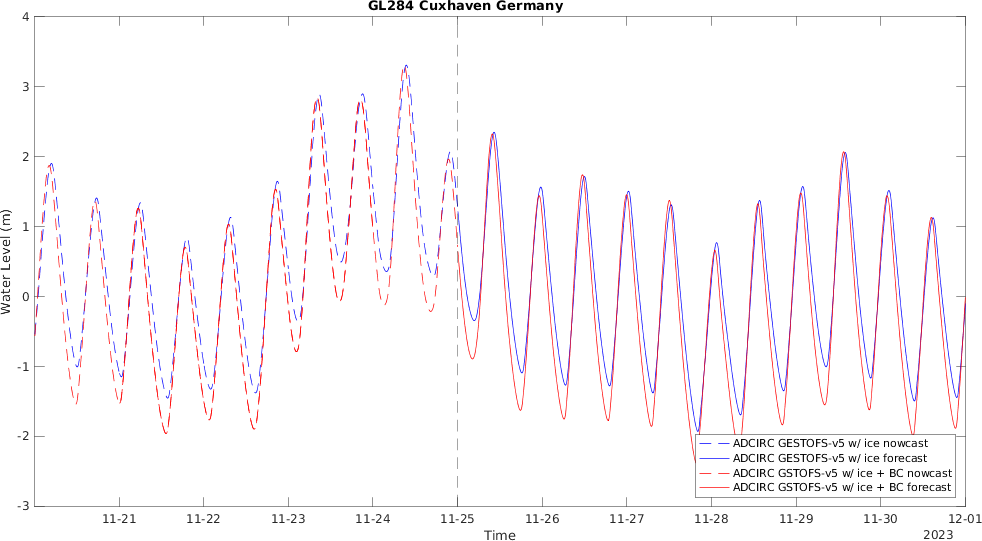 GL284 Cuxhaven Germany
4
3
2
1
0
-1
-2
-3
Water Level (m)
ADCIRC GESTOFS-v5 w/ ice nowcast
ADCIRC GESTOFS-v5 w/ ice forecast
ADCIRC GSTOFS-v5 w/ ice + BC nowcast
ADCIRC GSTOFS-v5 w/ ice + BC forecast
11-21 11-22 11-23 11-24 11-25 11-26 11-27 11-28 11-29 11-30 12-01
Time
2023